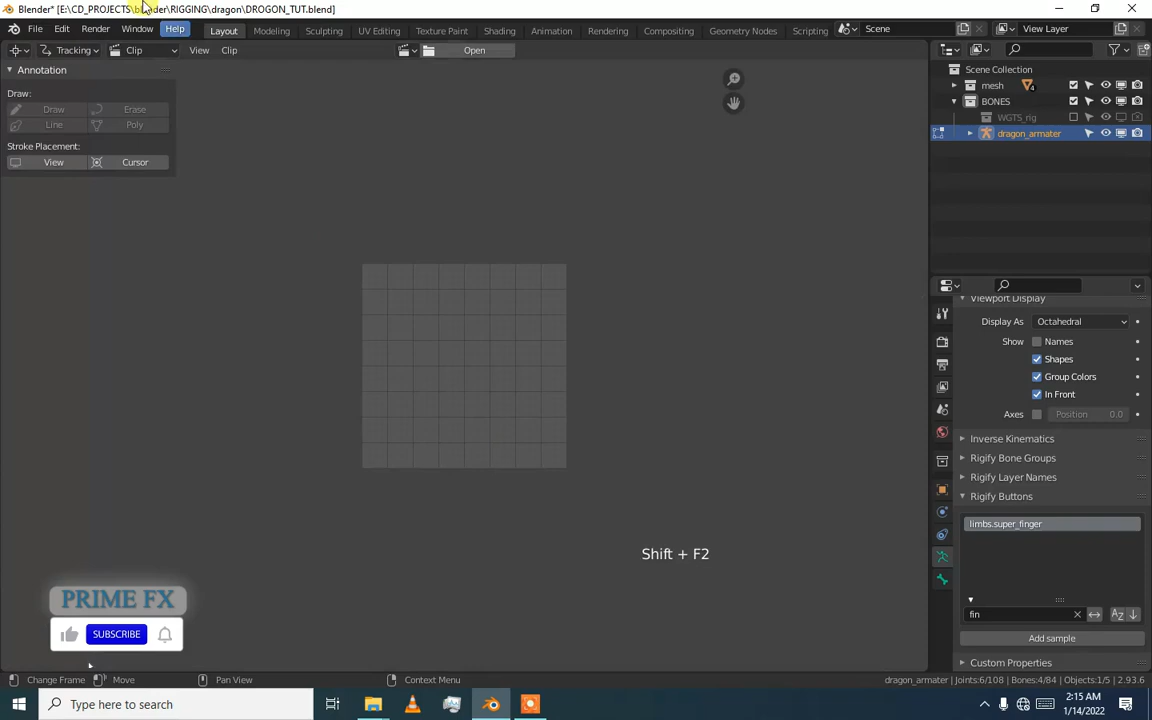 Blender* [E:\CD_PROJECTS\blender\RIGGING\dragon\DROGON_TUT.blend]
File Edit Render Window Help Layout Modeling Sculpting UV Editing Texture Paint Shading Animation Rendering Compositing Geometry Nodes Scripting Scene View Layer
Tracking Clip View Clip Open
Annotation
Scene Collection
mesh 4
Draw:
BONES
Draw Erase
WGTS_rig
Line Poly
dragon_armater
Stroke Placement:
View Cursor
Viewport Display
Display As Octahedral
Show Names
Shapes
Group Colors
In Front
Axes Position 0.0
Inverse Kinematics
Rigify Bone Groups
Rigify Layer Names
Rigify Buttons
limbs.super_finger
Shift + F2
PRIME FX
fin
SUBSCRIBE
Add sample
Custom Properties
Change Frame Move Pan View Context Menu dragon_armater | Joints:6/108 | Bones:4/84 | Objects:1/5 | 2.93.6
Type here to search
2:15 AM
1/14/2022